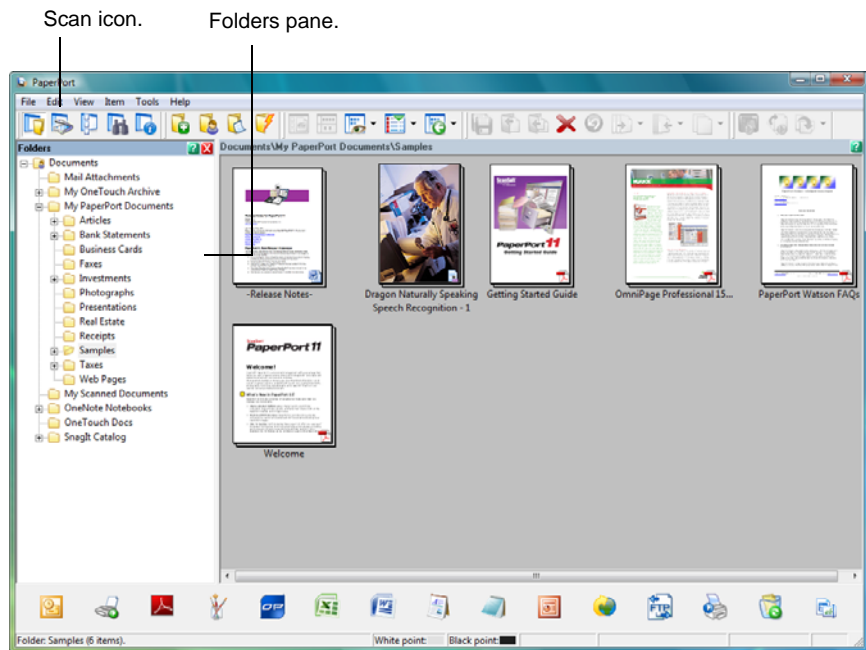 Scan icon.
Folders pane.
PaperPort
File Edit View Item Tools Help
Folders
Documents\My PaperPort Documents\Samples
Documents
Mail Attachments
My OneTouch Archive
My PaperPort Documents
Articles
Bank Statements
Business Cards
Faxes
Investments
Photographs
Presentations
Real Estate
Receipts
Samples
Taxes
Web Pages
My Scanned Documents
OneNote Notebooks
OneTouch Docs
SnagIt Catalog
PaperPort 11
Getting Started Guide
-Release Notes-
Dragon Naturally Speaking
Speech Recognition - 1
Getting Started Guide
OmniPage Professional 15...
PaperPort Watson FAQs
PaperPort 11
Welcome!
Welcome
OP
FTP
Folder: Samples (6 items).
White point:
Black point: